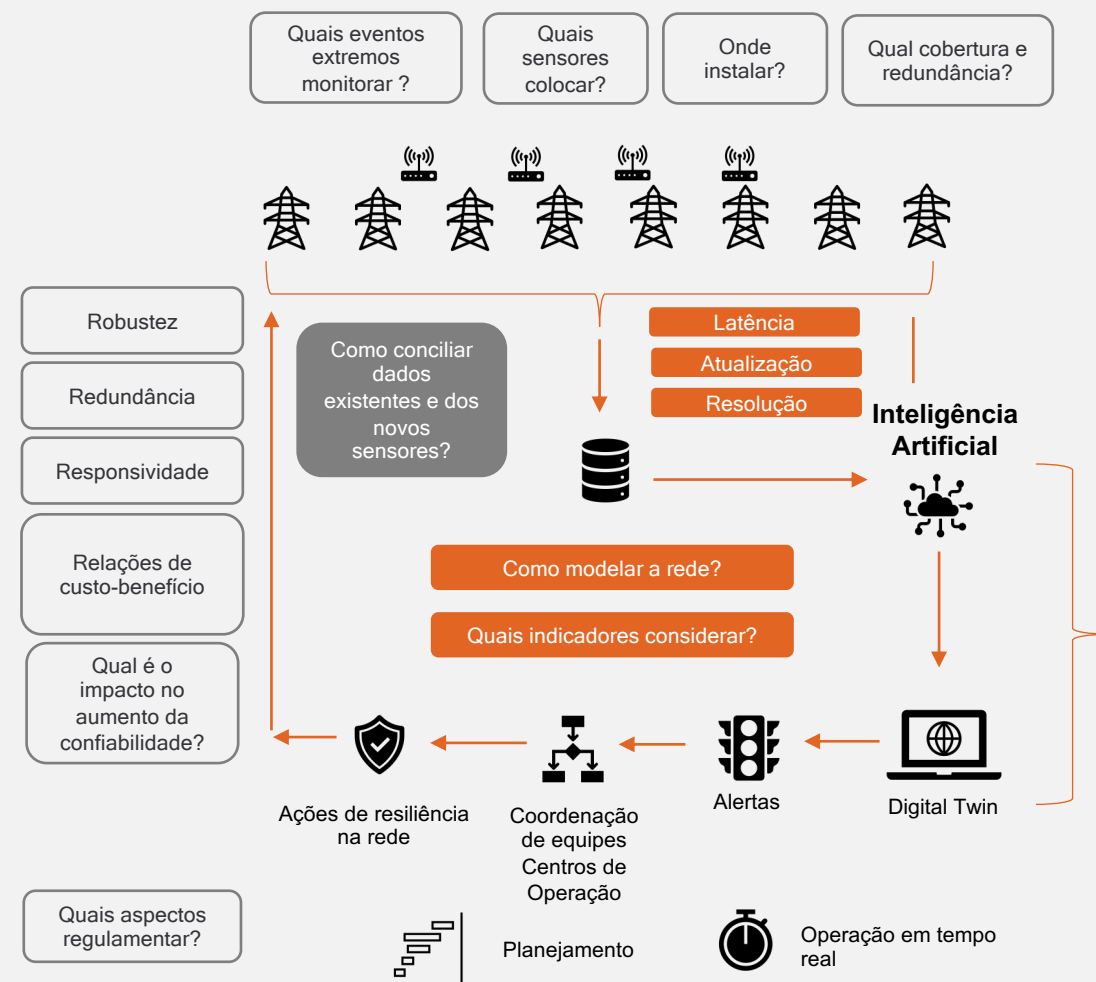 Quais eventos
extremos
monitorar ?
Quais
sensores
colocar?
Onde
instalar?
Qual cobertura e
redundância?
Robustez
Redundância
Responsividade
Relações de
custo-benefício
Qual é o
impacto no
aumento da
confiabilidade?
Como conciliar
dados
existentes e dos
novos
sensores?
Latência
Atualização
Resolução
Inteligência
Artificial
Como modelar a rede?
Quais indicadores considerar?
Ações de resiliência
na rede
Coordenação
de equipes
Centros de
Operação
Alertas
Digital Twin
Quais aspectos
regulamentar?
Planejamento
Operação em tempo
real